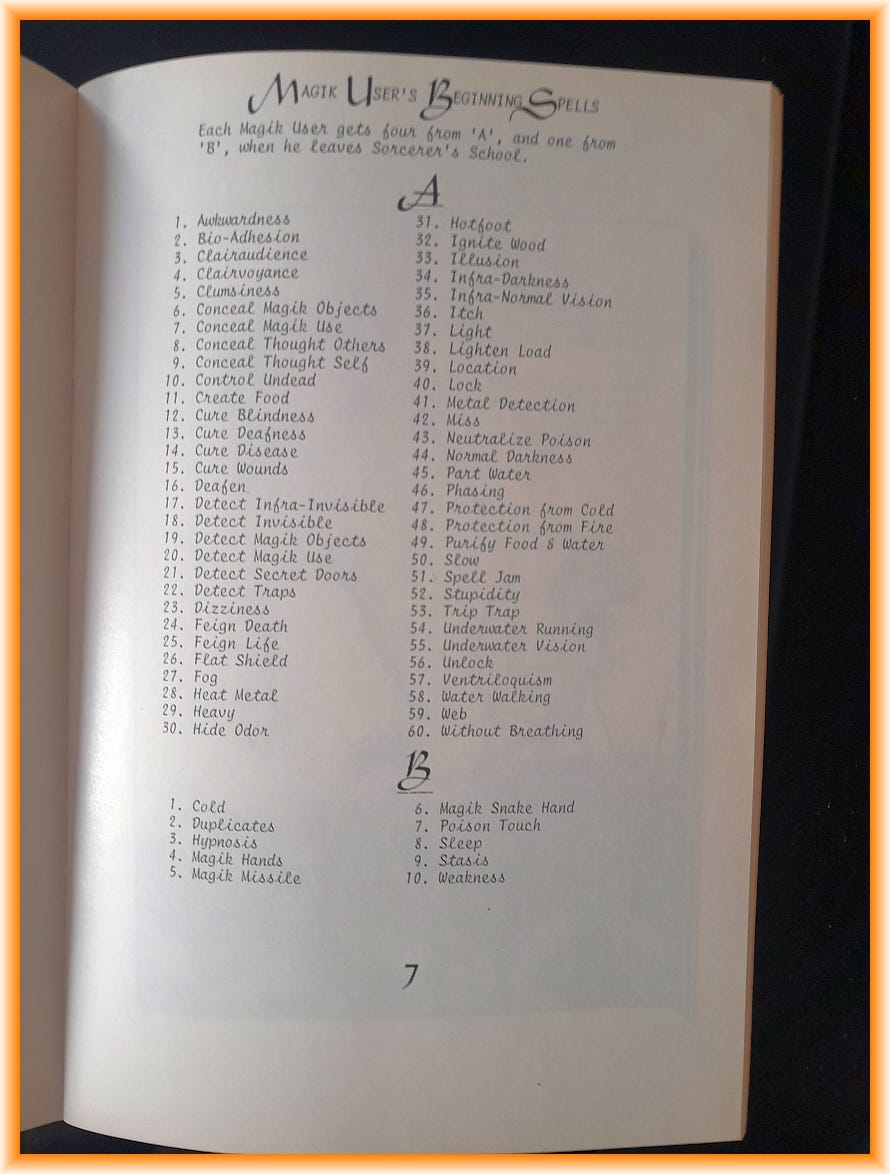 Magik User's Beginning Spells
Each Magik User gets four from 'A', and one from
'B', when he leaves Sorcerer's School.
A
1. Awkwardness
2. Bio-Adhesion
3. Clairaudience
4. Clairvoyance
5. Clumsiness
6. Conceal Magik Objects
7. Conceal Magik Use
8. Conceal Thought Others
9. Conceal Thought Self
10. Control Undead
11. Create Food
12. Cure Blindness
13. Cure Deafness
14. Cure Disease
15. Cure Wounds
16. Deafen
17. Detect Infra-Invisible
18. Detect Invisible
19. Detect Magik Objects
20. Detect Magik Use
21. Detect Secret Doors
22. Detect Traps
23. Dizziness
24. Feign Death
25. Feign Life
26. Flat Shield
27. Fog
28. Heat Metal
29. Heavy
30. Hide Odor
31. Hotfoot
32. Ignite Wood
33. Illusion
34. Infra-Darkness
35. Infra-Normal Vision
36. Itch
37. Light
38. Lighten Load
39. Location
40. Lock
41. Metal Detection
42. Miss
43. Neutralize Poison
44. Normal Darkness
45. Part Water
46. Phasing
47. Protection from Cold
48. Protection from Fire
49. Purify Food & Water
50. Slow
51. Spell Jam
52. Stupidity
53. Trip Trap
54. Underwater Running
55. Underwater Vision
56. Unlock
57. Ventriloquism
58. Water Walking
59. Web
60. Without Breathing
B
1. Cold
2. Duplicates
3. Hypnosis
4. Magik Hands
5. Magik Missile
6. Magik Snake Hand
7. Poison Touch
8. Sleep
9. Stasis
10. Weakness
7